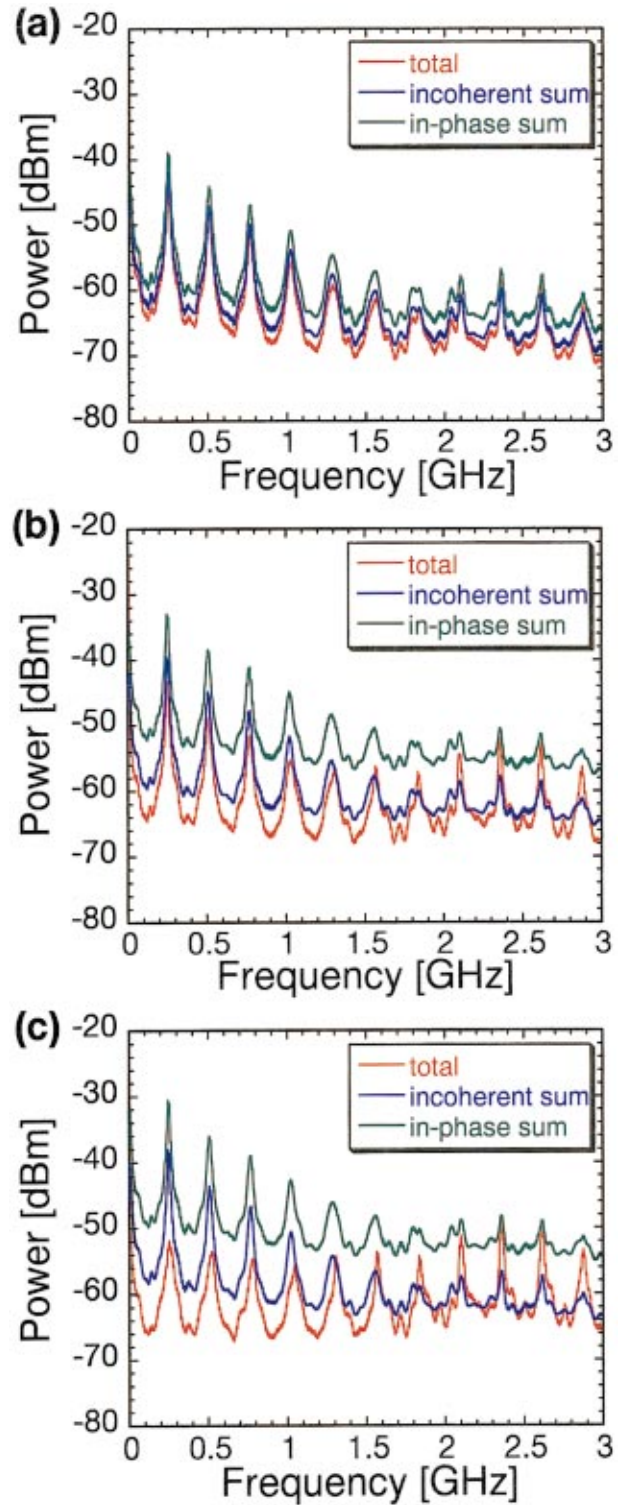 (a)
-20
-30
-40
-50
-60
-70
-80
Power [dBm]
total
incoherent sum
in-phase sum
0 0.5 1 1.5 2 2.5 3
Frequency [GHz]
(b)
-20
-30
-40
-50
-60
-70
-80
Power [dBm]
total
incoherent sum
in-phase sum
0 0.5 1 1.5 2 2.5 3
Frequency [GHz]
(c)
-20
-30
-40
-50
-60
-70
-80
Power [dBm]
total
incoherent sum
in-phase sum
0 0.5 1 1.5 2 2.5 3
Frequency [GHz]